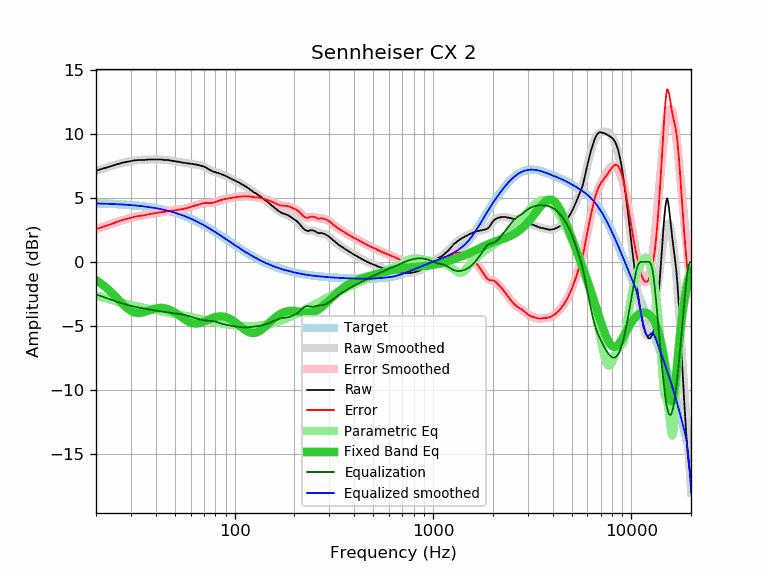 Sennheiser CX 2
15
10
5
0
−5
−10
−15
Amplitude (dBr)
Target
Raw Smoothed
Error Smoothed
Raw
Error
Parametric Eq
Fixed Band Eq
Equalization
Equalized smoothed
100 1000 10000
Frequency (Hz)